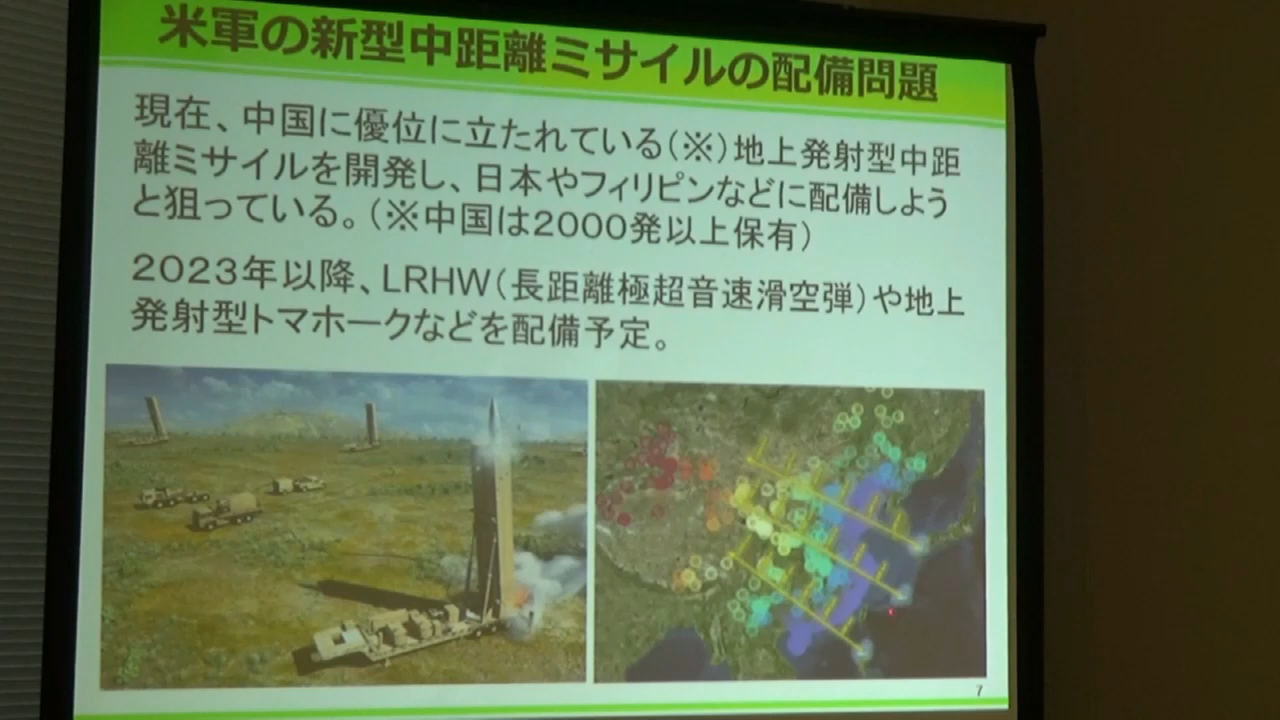 米軍の新型中距離ミサイルの配備問題
現在、中国に優位に立たれている(※)地上発射型中距
離ミサイルを開発し、日本やフィリピンなどに配備しよう
と狙っている。(※中国は2000発以上保有)
2023年以降、LRHW(長距離極超音速滑空弾)や地上
発射型トマホークなどを配備予定。
7